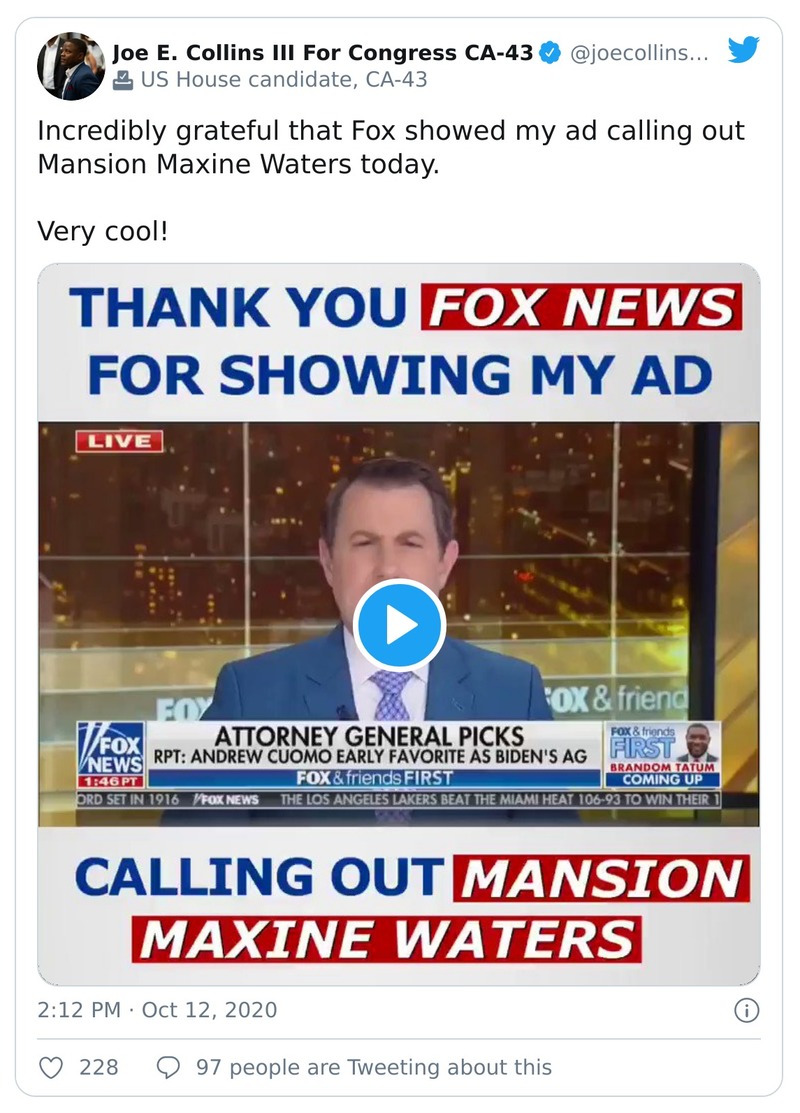 Joe E. Collins III For Congress CA-43 @joecollins...
US House candidate, CA-43
Incredibly grateful that Fox showed my ad calling out
Mansion Maxine Waters today.
Very cool!
THANK YOU FOX NEWS
FOR SHOWING MY AD
LIVE
FOX
OX & friend
FOX
NEWS
1:46 PT
ATTORNEY GENERAL PICKS
RPT: ANDREW CUOMO EARLY FAVORITE AS BIDEN'S AG
FOX & friends FIRST
FOX & friends
FIRST
BRANDOM TATUM
COMING UP
ORD SET IN 1916 FOX NEWS THE LOS ANGELES LAKERS BEAT THE MIAMI HEAT 106-93 TO WIN THEIR 1
CALLING OUT MANSION
MAXINE WATERS
2:12 PM · Oct 12, 2020
228 97 people are Tweeting about this